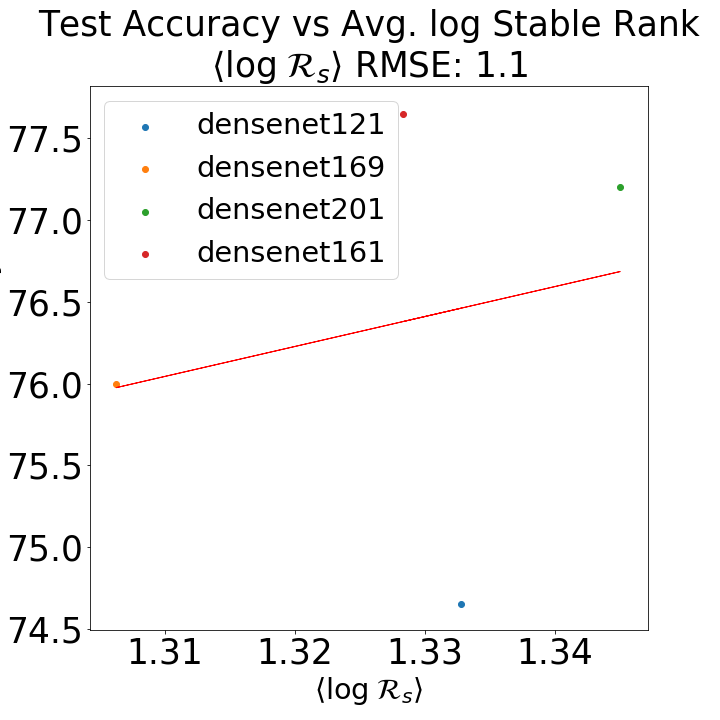 Test Accuracy vs Avg. log Stable Rank
⟨log ℛₛ⟩ RMSE: 1.1
densenet121
densenet169
densenet201
densenet161
77.5
77.0
76.5
76.0
75.5
75.0
74.5
1.31 1.32 1.33 1.34
⟨log ℛₛ⟩